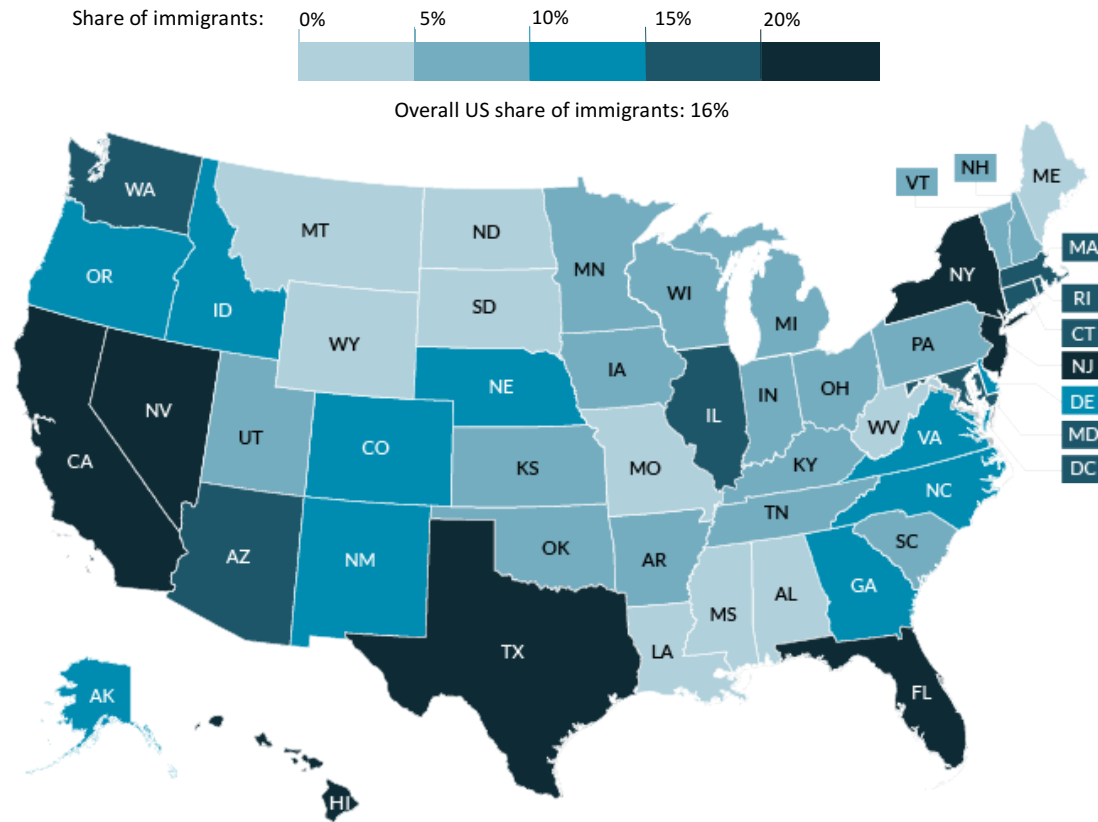 Share of immigrants: 0% 5% 10% 15% 20%
Overall US share of immigrants: 16%
ME
NH
VT
WA
MT
ND
MA
MN
NY
OR
WI
RI
ID
SD
MI
CT
WY
PA
NJ
IA
NE
OH
IN
DE
NV
IL
WV
UT
CO
VA
MD
CA
KS
MO
KY
DC
NC
TN
AZ
NM
OK
AR
SC
GA
AL
MS
TX
LA
FL
AK
HI